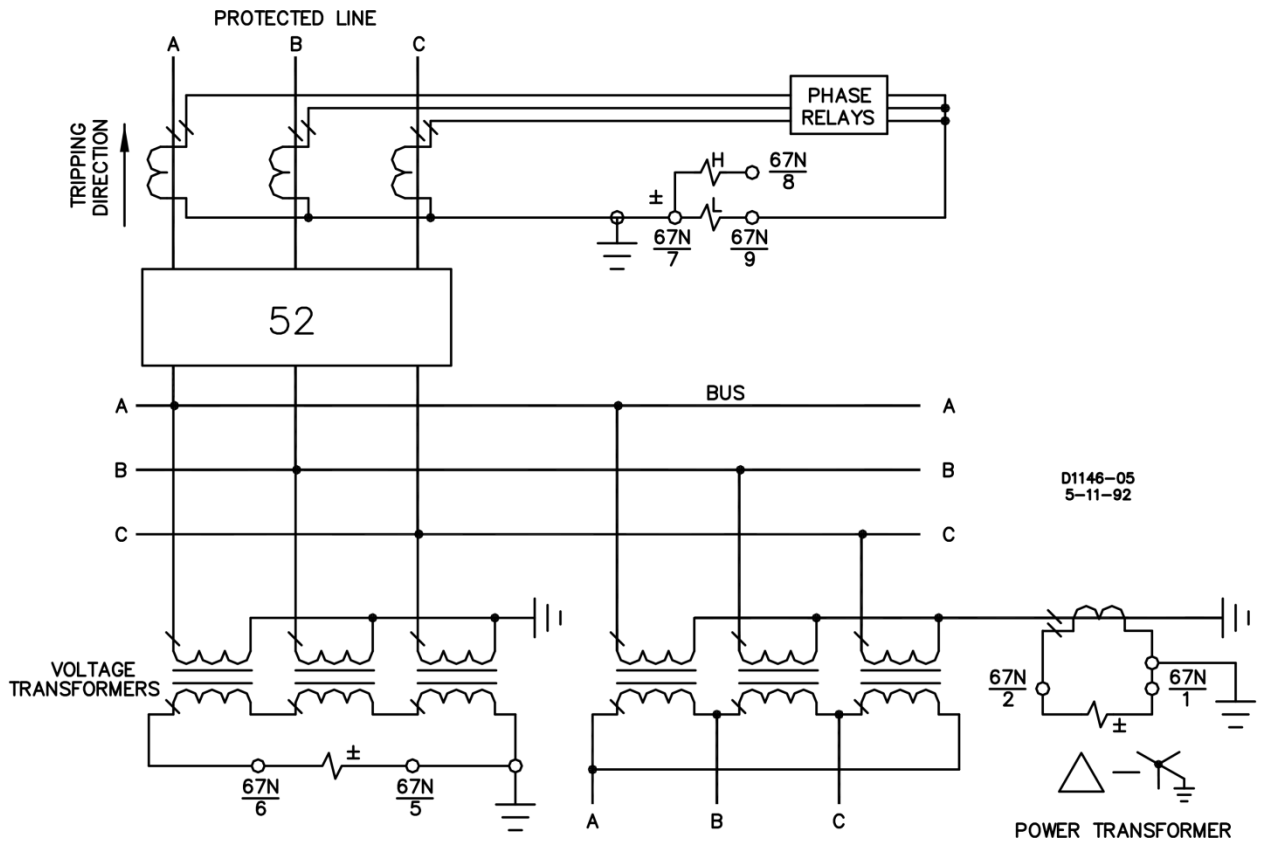 PROTECTED LINE
A B C
PHASE
RELAYS
TRIPPING
DIRECTION
H
67N
8
±
L
67N
7
67N
9
52
BUS
A A
B B
C C
D1146-05
5-11-92
VOLTAGE
TRANSFORMERS
67N
2
67N
1
±
±
67N
6
67N
5
A B C
POWER TRANSFORMER